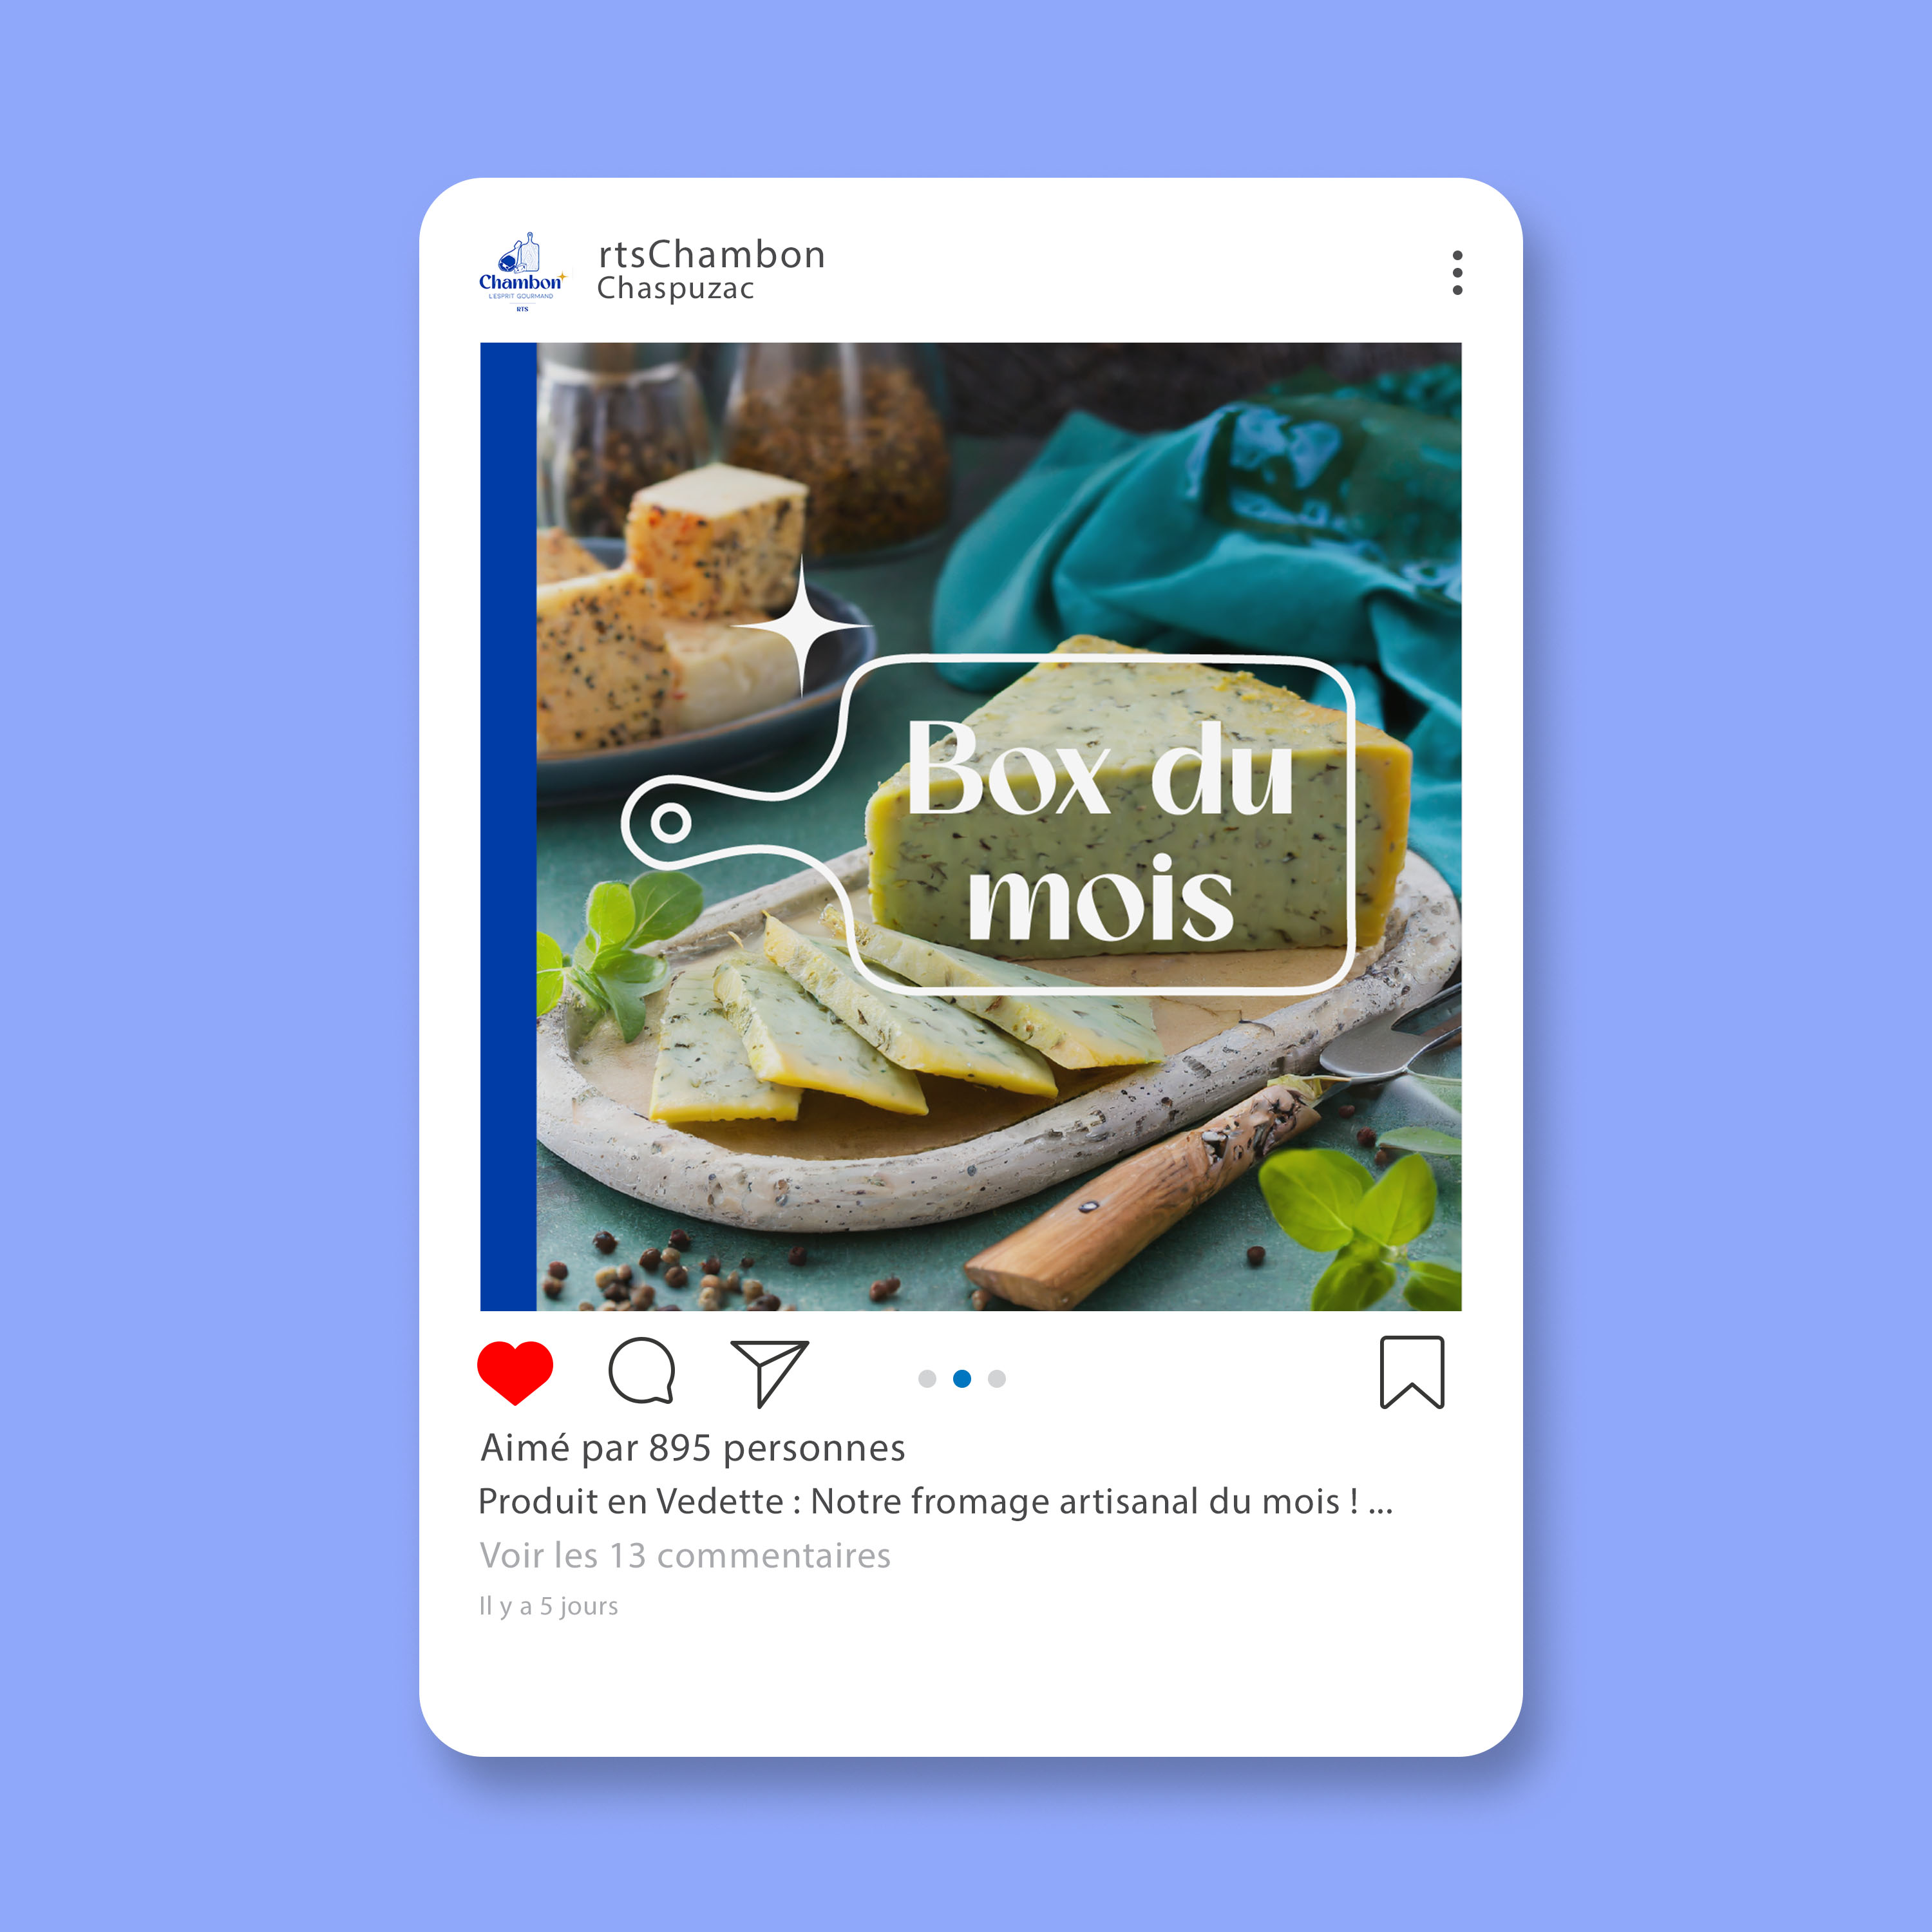 Chambon
L'ESPRIT GOURMAND
RTS
rtsChambon
Chaspuzac
Box du
mois
Aimé par 895 personnes
Produit en Vedette : Notre fromage artisanal du mois ! ...
Voir les 13 commentaires
Il y a 5 jours